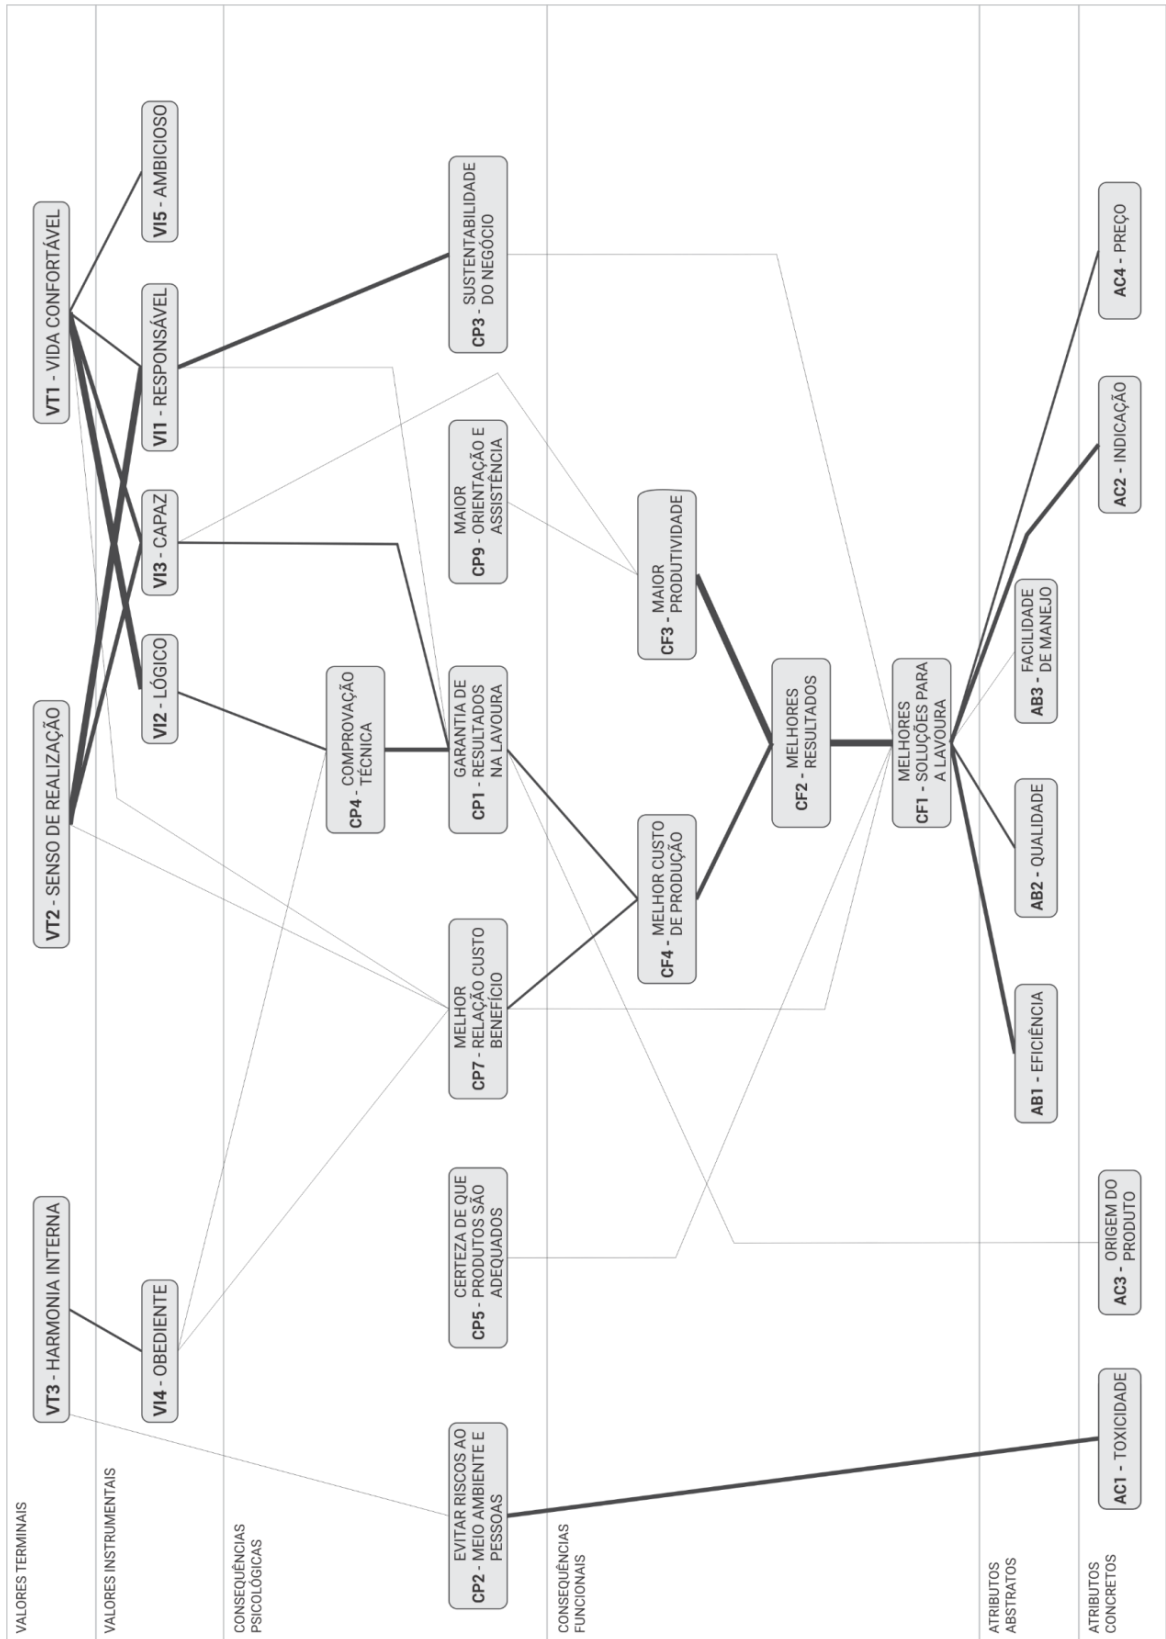 VALORES TERMINAIS
VT3 - HARMONIA INTERNA
VT2 - SENSO DE REALIZAÇÃO
VT1 - VIDA CONFORTÁVEL
VALORES INSTRUMENTAIS
VI4 - OBEDIENTE
VI2 - LÓGICO
VI3 - CAPAZ
VI1 - RESPONSÁVEL
VI5 - AMBICIOSO
CONSEQUÊNCIAS
PSICOLÓGICAS
COMPROVAÇÃO
CP4 - TÉCNICA
EVITAR RISCOS AO
CP2 - MEIO AMBIENTE E
PESSOAS
CERTEZA DE QUE
CP5 - PRODUTOS SÃO
ADEQUADOS
MELHOR
CP7 - RELAÇÃO CUSTO
BENEFÍCIO
GARANTIA DE
CP1 - RESULTADOS
NA LAVOURA
MAIOR
CP9 - ORIENTAÇÃO E
ASSISTÊNCIA
SUSTENTABILIDADE
CP3 - DO NEGÓCIO
CONSEQUÊNCIAS
FUNCIONAIS
MELHOR CUSTO
CF4 - DE PRODUÇÃO
MAIOR
CF3 - PRODUTIVIDADE
MELHORES
CF2 - RESULTADOS
MELHORES
CF1 - SOLUÇÕES PARA
A LAVOURA
ATRIBUTOS
ABSTRATOS
AB1 - EFICIÊNCIA
AB2 - QUALIDADE
FACILIDADE
AB3 - DE MANEJO
ATRIBUTOS
CONCRETOS
AC1 - TOXICIDADE
ORIGEM DO
AC3 - PRODUTO
AC2 - INDICAÇÃO
AC4 - PREÇO